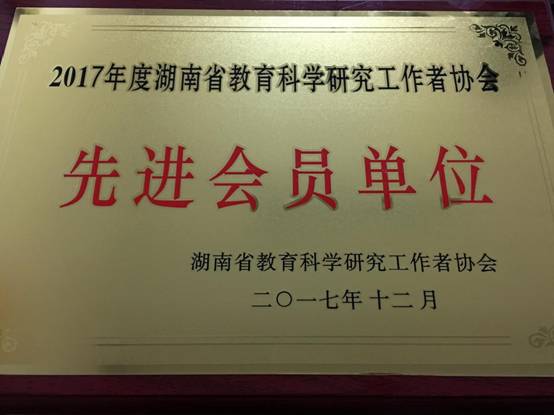 2017年度湖南省教育科学研究工作者协会
先进会员单位
湖南省教育科学研究工作者协会
二〇一七年十二月